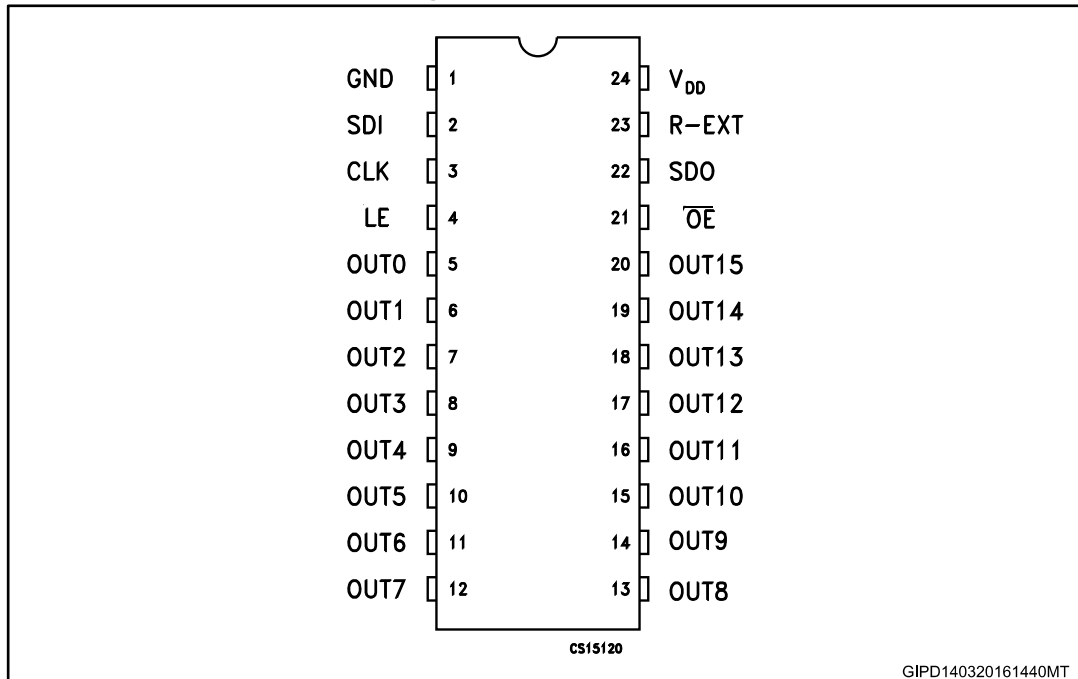 GND 1 24 VDD
SDI 2 23 R-EXT
CLK 3 22 SDO
LE 4 21 OE
OUT0 5 20 OUT15
OUT1 6 19 OUT14
OUT2 7 18 OUT13
OUT3 8 17 OUT12
OUT4 9 16 OUT11
OUT5 10 15 OUT10
OUT6 11 14 OUT9
OUT7 12 13 OUT8
CS15120
GIPD140320161440MT